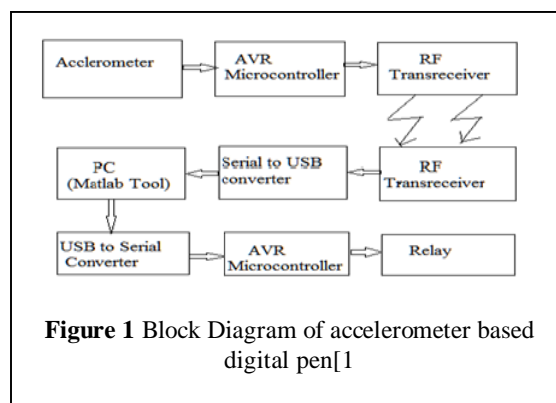 Acclerometer
AVR
Microcontroller
RF
Transreceiver
PC
(Matlab Tool)
Serial to USB
converter
RF
Transreceiver
USB to Serial
Converter
AVR
Microcontroller
Relay
Figure 1 Block Diagram of accelerometer based
digital pen[1